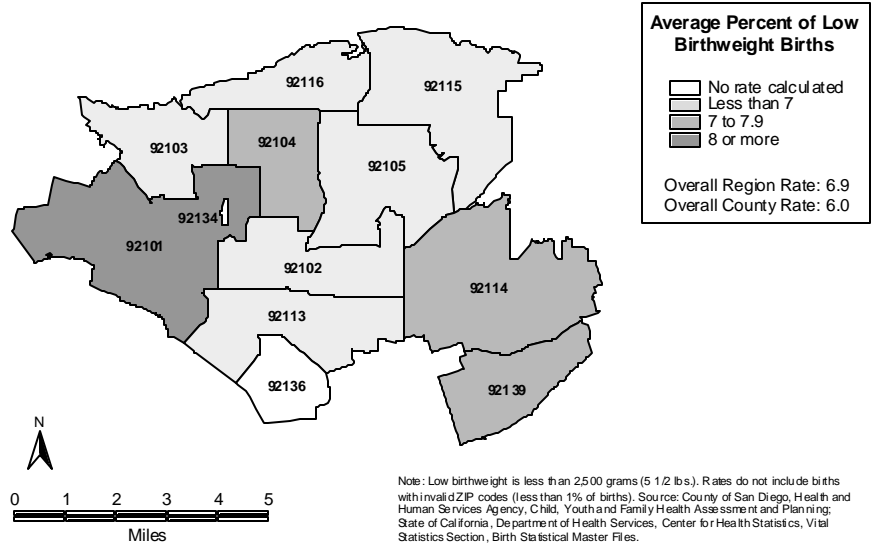 Average Percent of Low
Birthweight Births
No rate calculated
Less than 7
7 to 7.9
8 or more
Overall Region Rate: 6.9
Overall County Rate: 6.0
92116
92115
92103
92104
92105
92134
92101
92102
92114
92113
92136
92139
N
0 1 2 3 4 5
Miles
Note: Low birthweight is less than 2,500 grams (5 1/2 lbs.). Rates do not include births
with invalid ZIP codes (less than 1% of births). Source: County of San Diego, Health and
Human Services Agency, Child, Youth and Family Health Assessment and Planning;
State of California, Department of Health Services, Center for Health Statistics, Vital
Statistics Section, Birth Statistical Master Files.